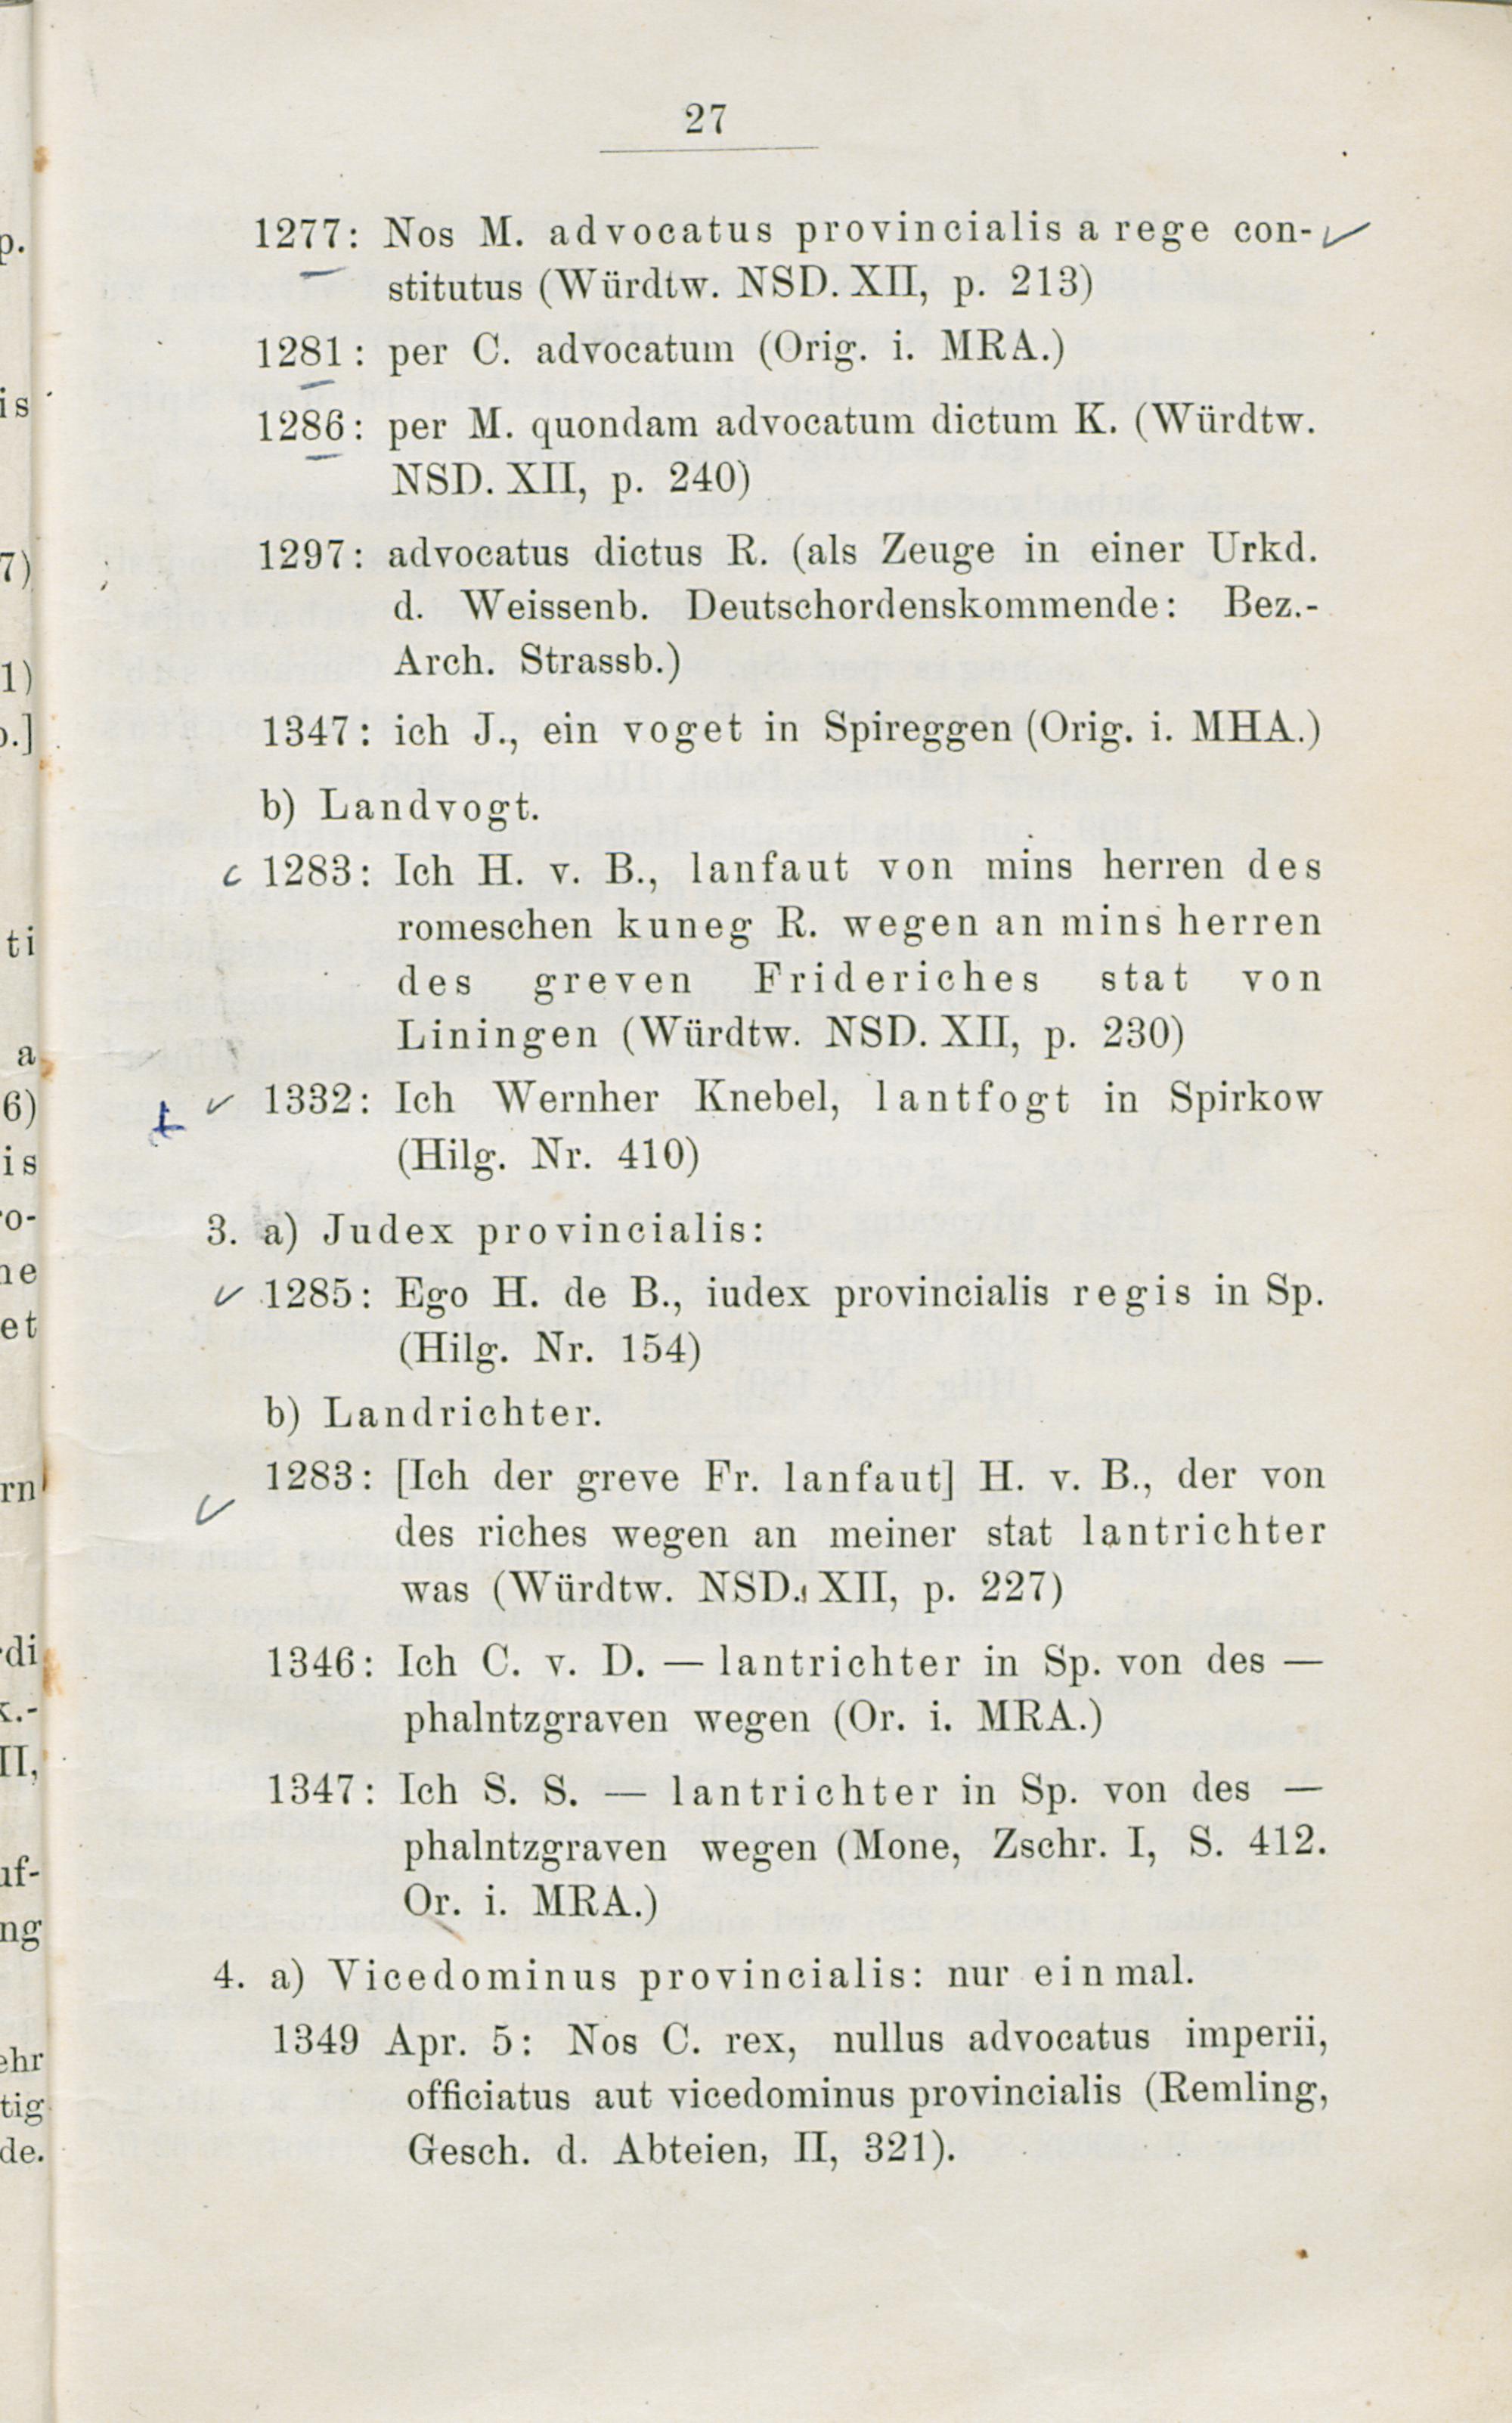 27
1277: Nos M. advocatus provincialis a rege con-
stitutus (Würdtw. NSD. XII, p. 213)
1281: per C. advocatum (Orig. i. MRA.)
1286: per M. quondam advocatum dictum K. (Würdtw.
NSD. XII, p. 240)
1297: advocatus dictus R. (als Zeuge in einer Urkd.
d. Weissenb. Deutschordenskommende: Bez.-
Arch. Strassb.)
1347: ich J., ein voget in Spireggen (Orig. i. MHA.)
b) Landvogt.
1283: Ich H. v. B., lanfaut von mins herren des
romeschen kuneg R. wegen an mins herren
des greven Frideriches stat von
Liningen (Würdtw. NSD. XII, p. 230)
1332: Ich Wernher Knebel, lantfogt in Spirkow
(Hilg. Nr. 410)
3. a) Judex provincialis:
1285: Ego H. de B., iudex provincialis regis in Sp.
(Hilg. Nr. 154)
b) Landrichter.
1283: [Ich der greve Fr. lanfaut] H. v. B., der von
des riches wegen an meiner stat lantrichter
was (Würdtw. NSD. XII, p. 227)
1346: Ich C. v. D. — lantrichter in Sp. von des —
phalntzgraven wegen (Or. i. MRA.)
1347: Ich S. S. — lantrichter in Sp. von des —
phalntzgraven wegen (Mone, Zschr. I, S. 412.
Or. i. MRA.)
4. a) Vicedominus provincialis: nur einmal.
1349 Apr. 5: Nos C. rex, nullus advocatus imperii,
officiatus aut vicedominus provincialis (Remling,
Gesch. d. Abteien, II, 321).